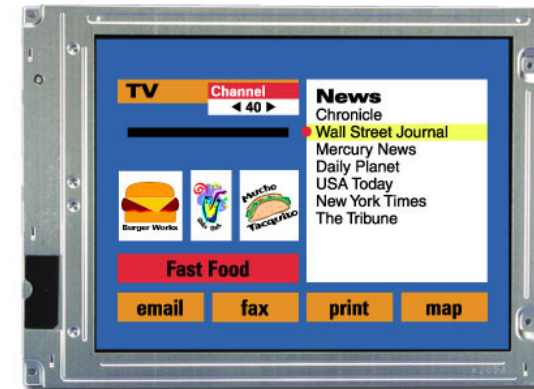 TV
Channel
40
News
Chronicle
Wall Street Journal
Mercury News
Daily Planet
USA Today
New York Times
The Tribune
Burger Works
Mucho
Tacquito
Fast Food
email
fax
print
map